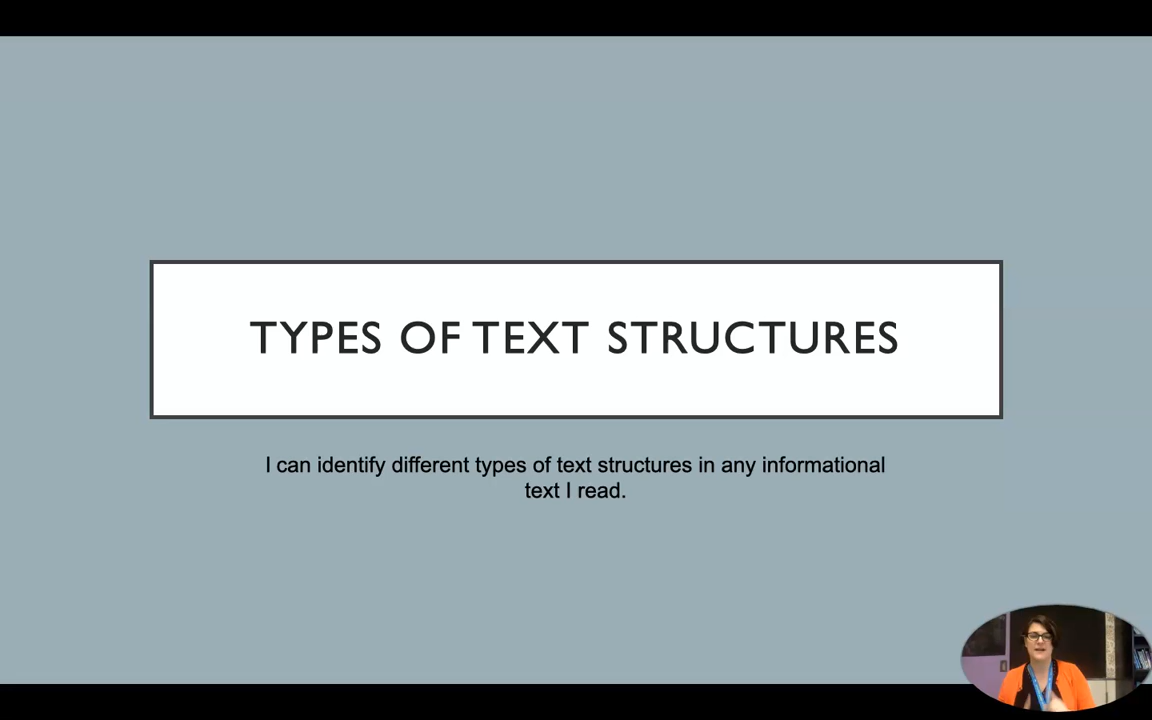 TYPES OF TEXT STRUCTURES
I can identify different types of text structures in any informational
text I read.